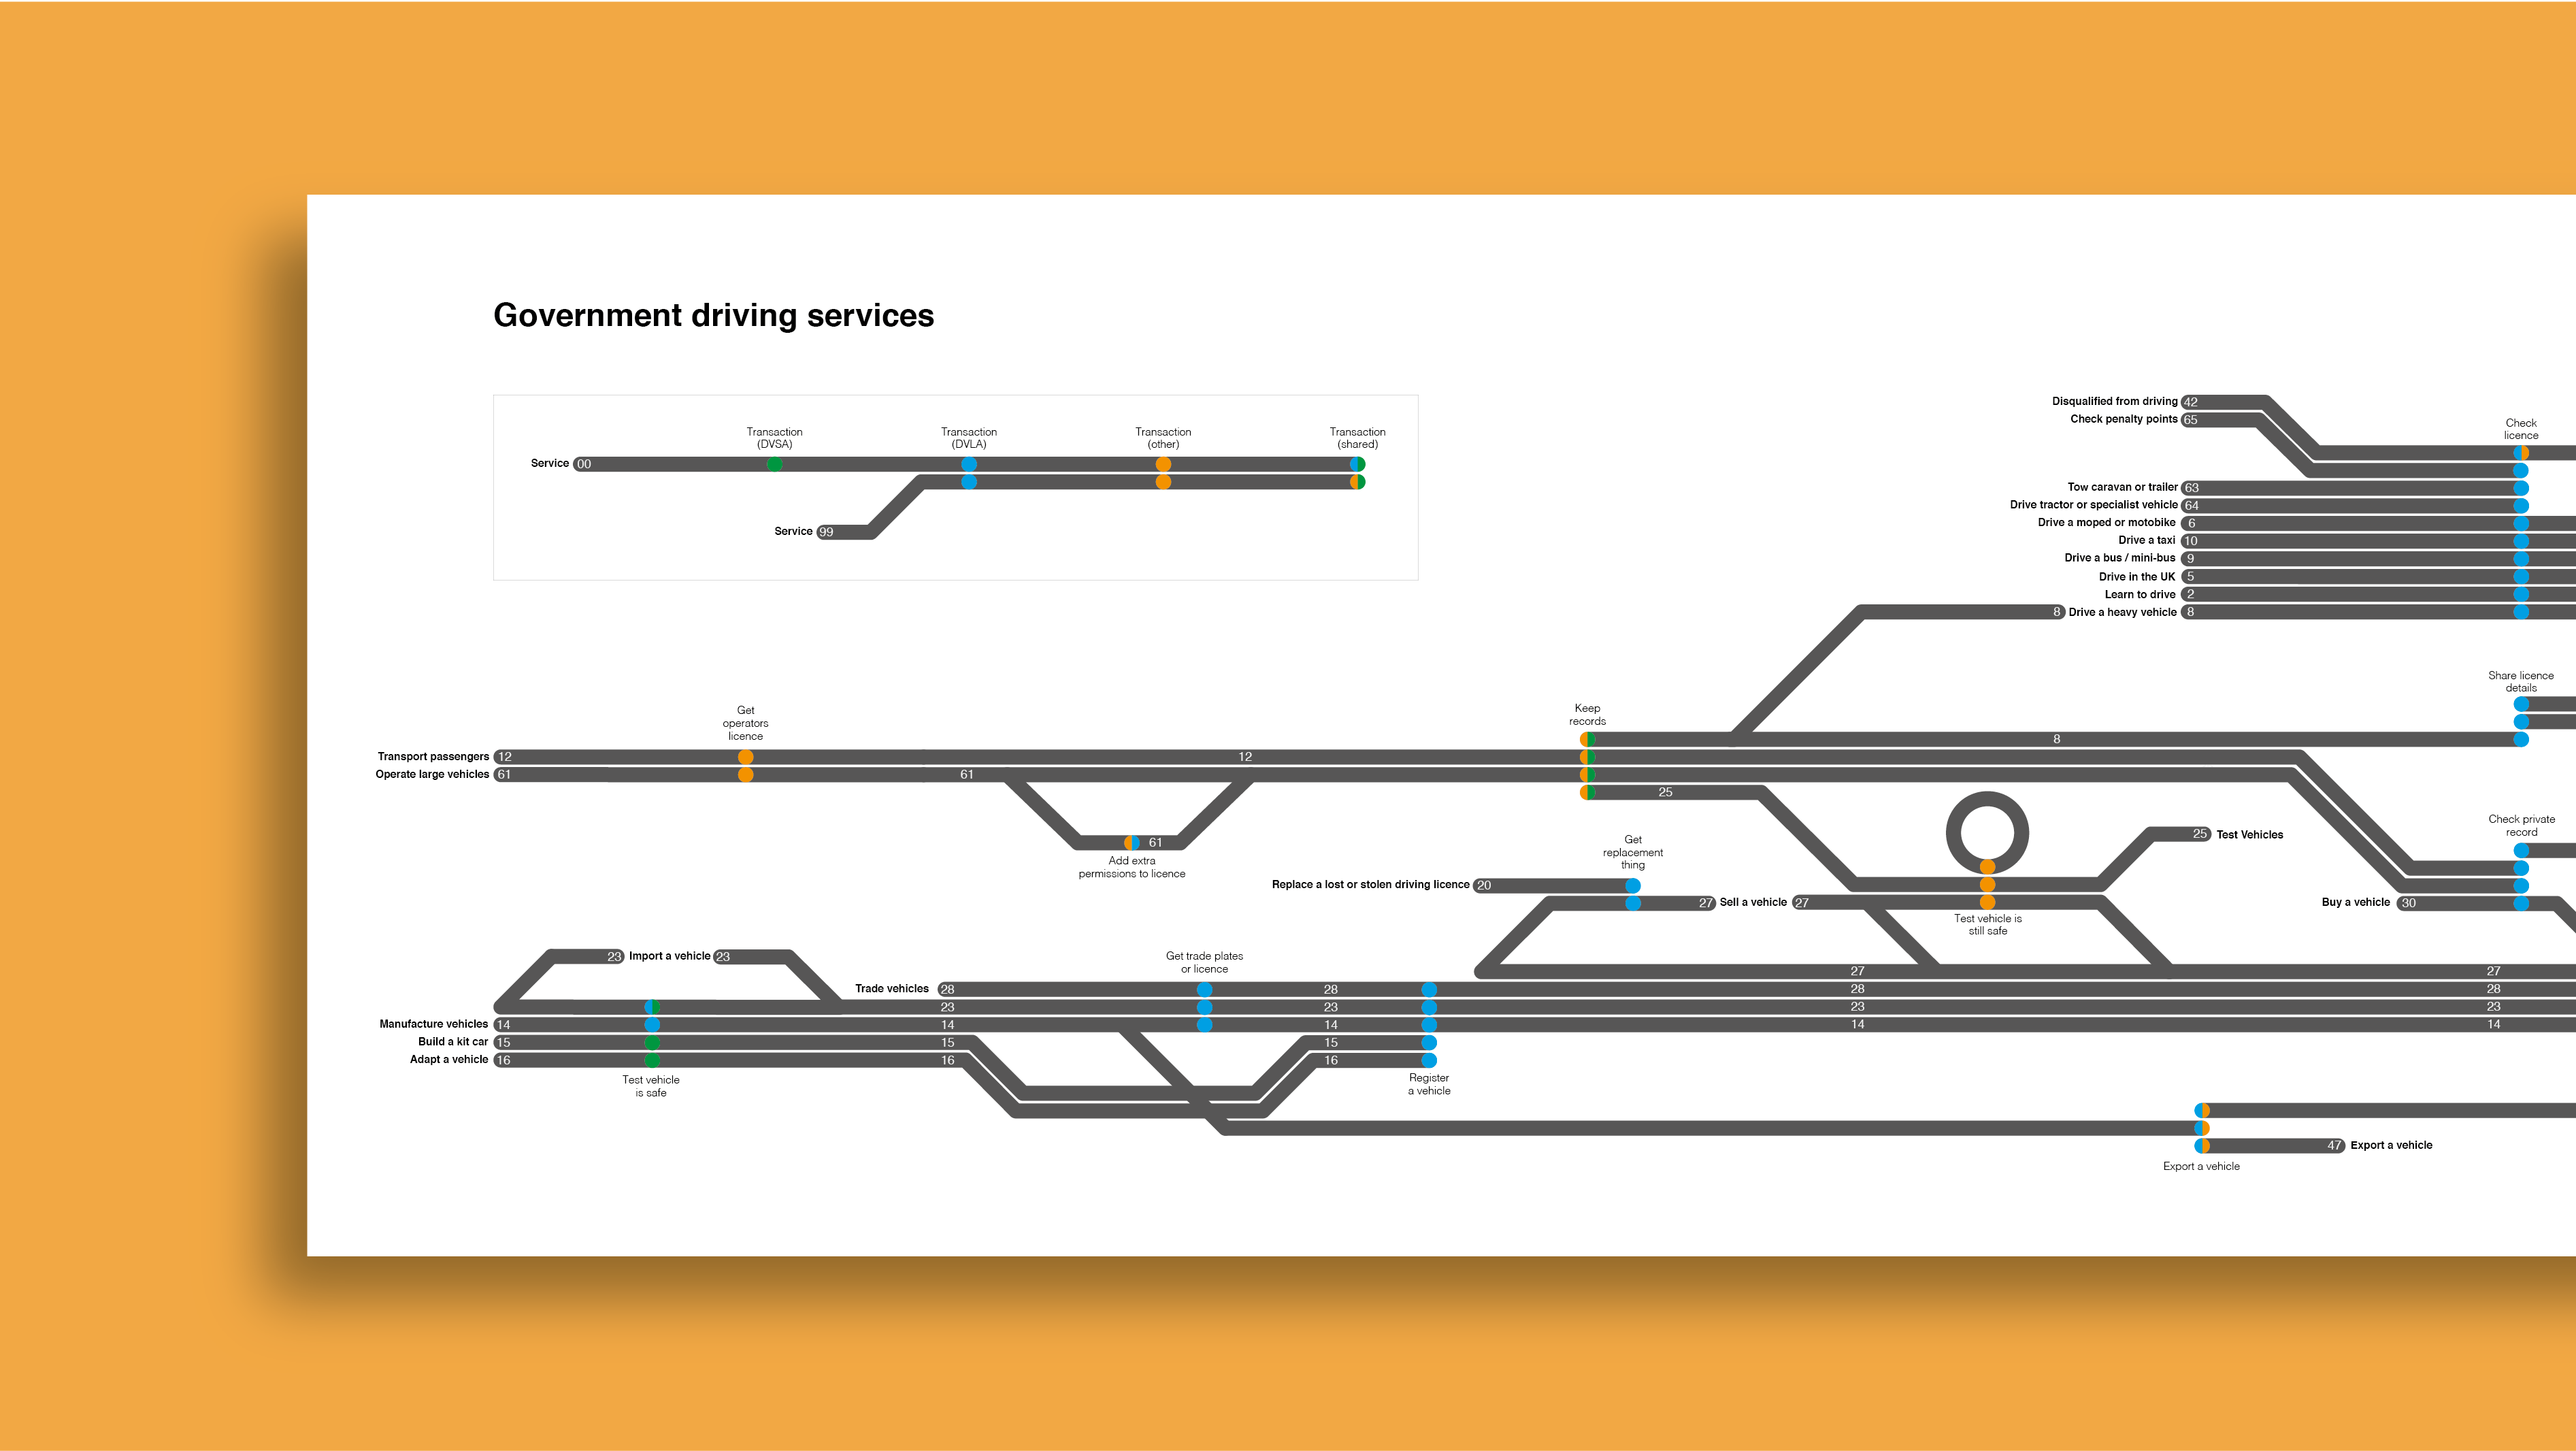 Government driving services
Transaction
(DVSA)
Transaction
(DVLA)
Transaction
(other)
Transaction
(shared)
Service 00
Service 99
Disqualified from driving 42
Check penalty points 65
Check
licence
Tow caravan or trailer 63
Drive tractor or specialist vehicle 64
Drive a moped or motobike 6
Drive a taxi 10
Drive a bus / mini-bus 9
Drive in the UK 5
Learn to drive 2
8 Drive a heavy vehicle 8
Share licence
details
Get
operators
licence
Keep
records
8
Transport passengers 12 12
Operate large vehicles 61 61
25
61
Add extra
permissions to licence
Get
replacement
thing
25 Test Vehicles
Check private
record
Replace a lost or stolen driving licence 20
27 Sell a vehicle 27
Buy a vehicle 30
Test vehicle is
still safe
23 Import a vehicle 23
Get trade plates
or licence
27 27
Trade vehicles 28 28 28 28
23 23 23 23
Manufacture vehicles 14 14 14 14 14
Build a kit car 15 15 15
Adapt a vehicle 16 16 16
Test vehicle
is safe
Register
a vehicle
47 Export a vehicle
Export a vehicle